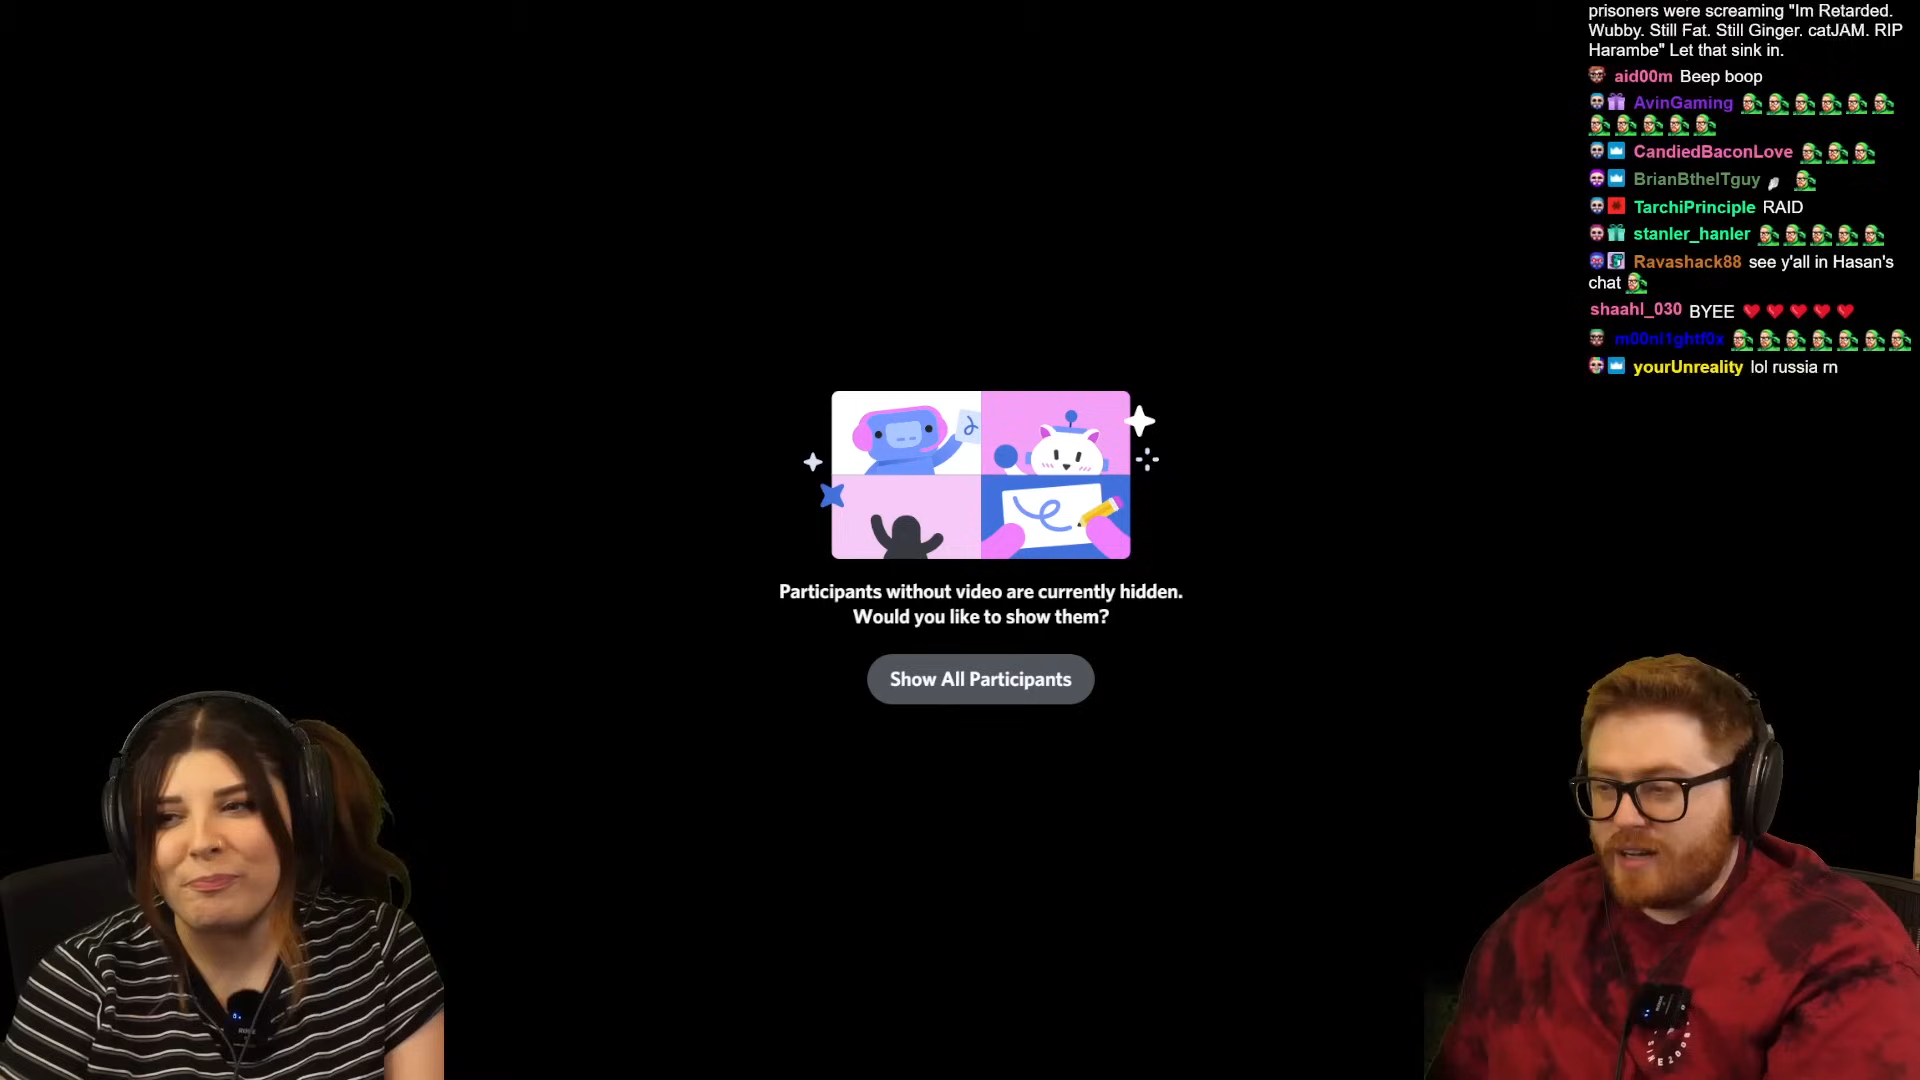 prisoners were screaming "Im Retarded.
Wubby. Still Fat. Still Ginger. catJAM. RIP
Harambe" Let that sink in.
aid00m Beep boop
AvinGaming
CandiedBaconLove
BrianBtheITguy
TarchiPrinciple RAID
stanler_hanler
Ravashack88 see y'all in Hasan's
chat
shaahl_030 BYEE
m00nl1ghtf0x
yourUnreality lol russia rn
Participants without video are currently hidden.
Would you like to show them?
Show All Participants